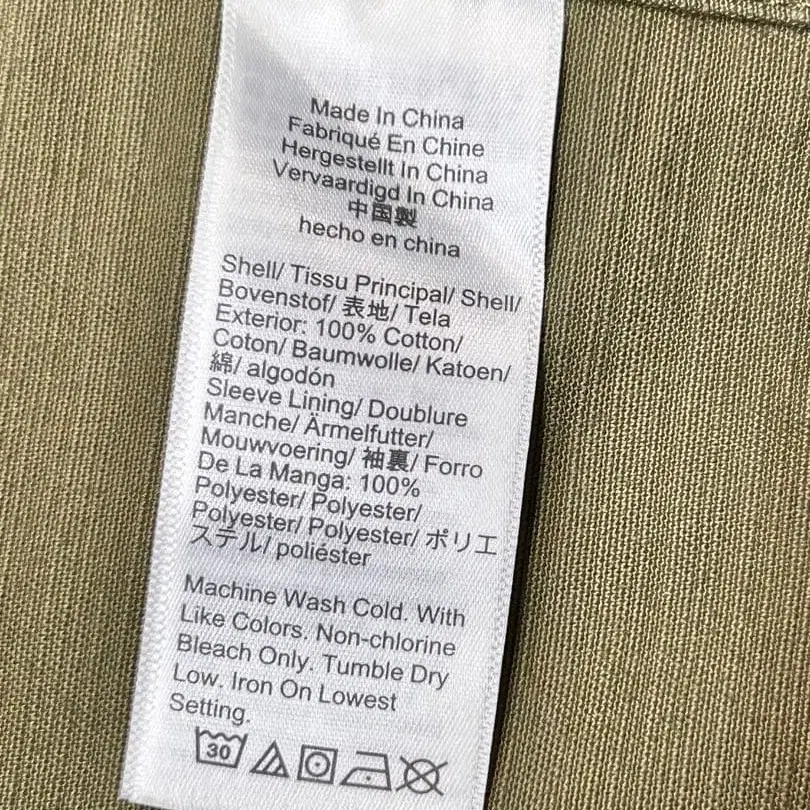 Made In China
Fabriqué En Chine
Hergestellt In China
Vervaardigd In China
中国製
hecho en china
Shell/ Tissu Principal/ Shell/
Bovenstof/ 表地/ Tela
Exterior: 100% Cotton/
Coton/ Baumwolle/ Katoen/
綿/ algodón
Sleeve Lining/ Doublure
Manche/ Ärmelfutter/
Mouwvoering/ 袖裏/ Forro
De La Manga: 100%
Polyester/ Polyester/
Polyester/ Polyester/ ポリエ
ステル/ poliéster
Machine Wash Cold. With
Like Colors. Non-chlorine
Bleach Only. Tumble Dry
Low. Iron On Lowest
Setting.
30